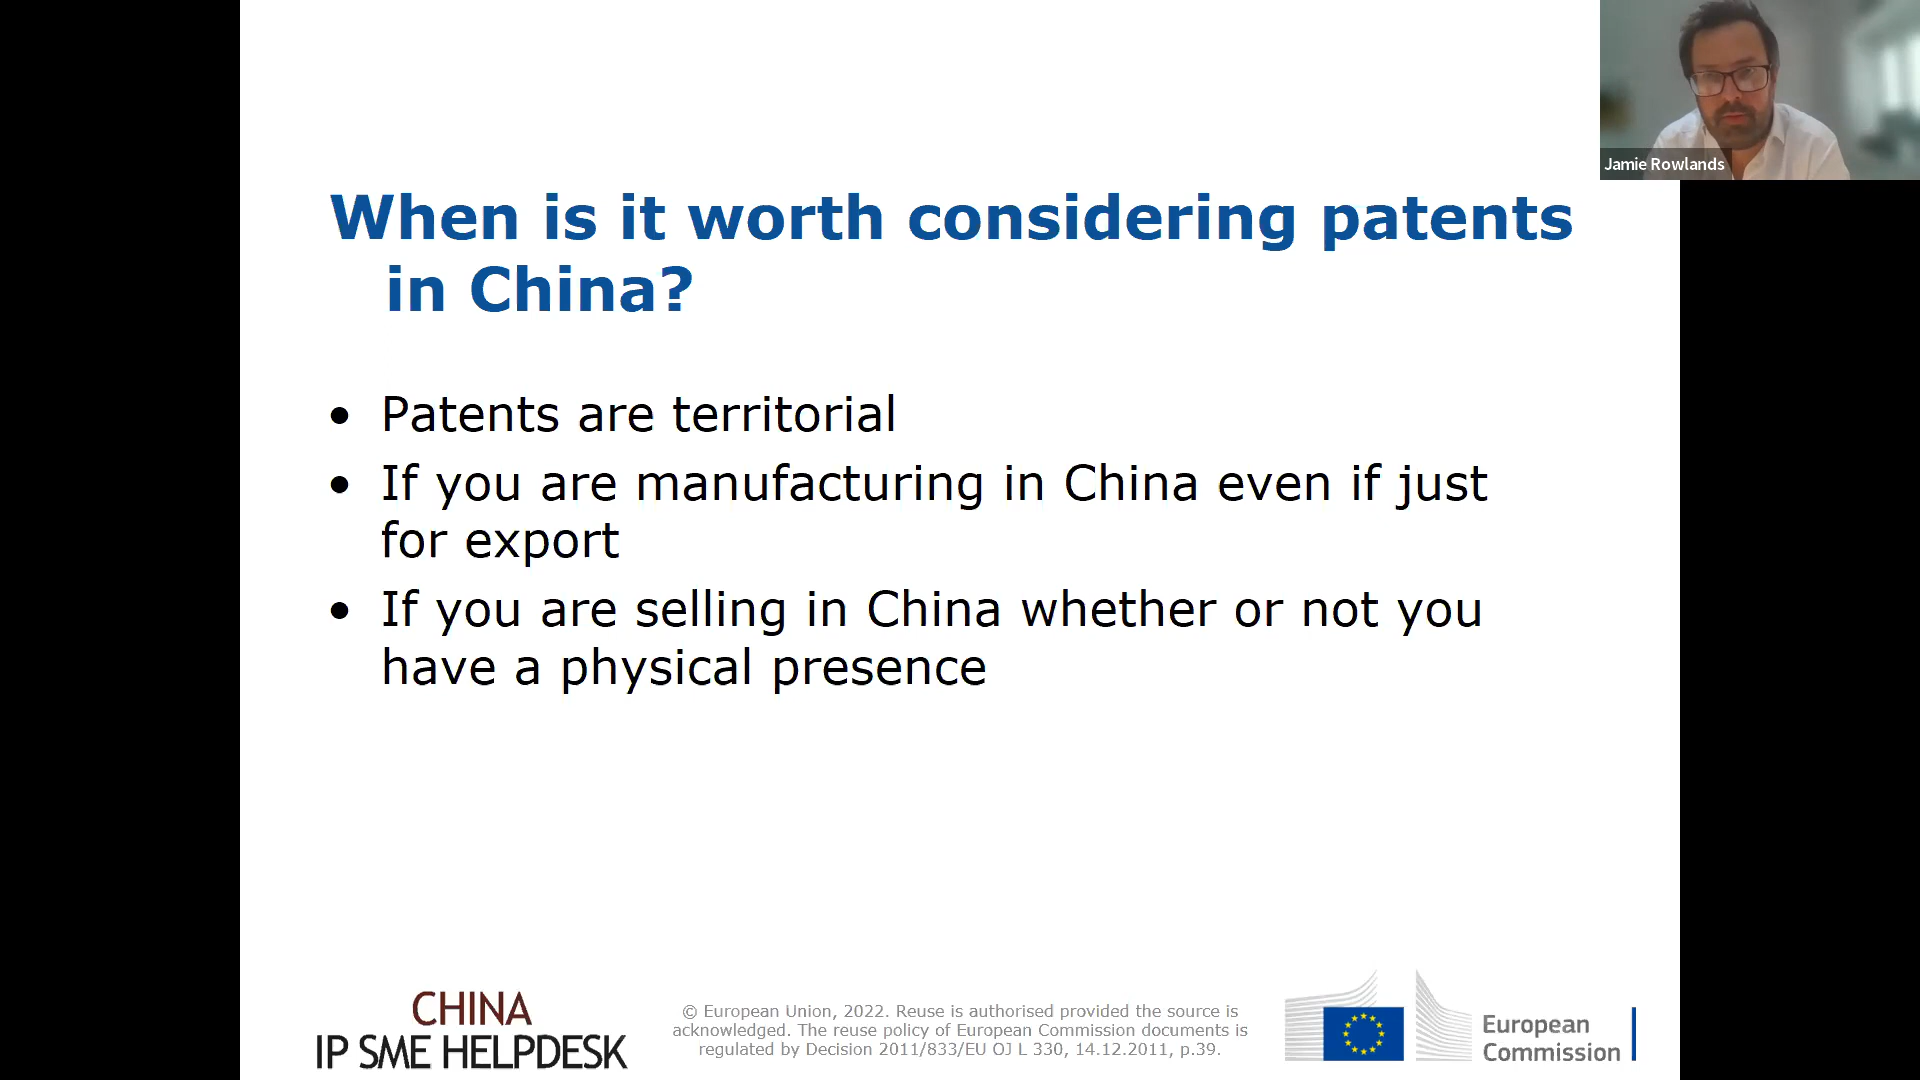 Jamie Rowlands
When is it worth considering patents
in China?
• Patents are territorial
• If you are manufacturing in China even if just
for export
• If you are selling in China whether or not you
have a physical presence
CHINA
IP SME HELPDESK
© European Union, 2022. Reuse is authorised provided the source is
acknowledged. The reuse policy of European Commission documents is
regulated by Decision 2011/833/EU OJ L 330, 14.12.2011, p.39.
European
Commission